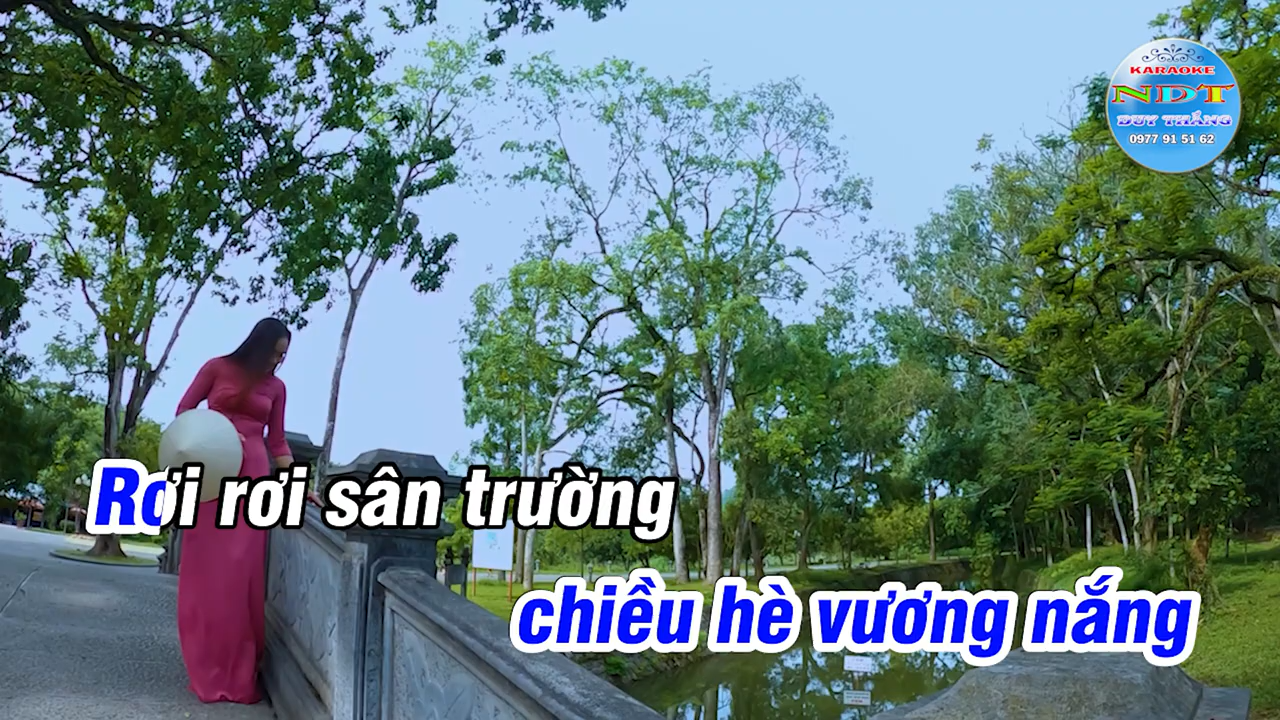 KARAOKE
NDT
DUY THẮNG
0977 91 51 62
Rơi rơi sân trường
chiều hè vương nắng